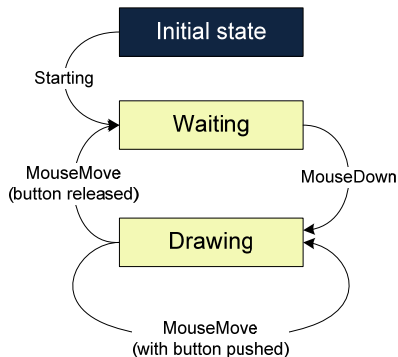 Initial state
Starting
Waiting
MouseMove
(button released)
MouseDown
Drawing
MouseMove
(with button pushed)